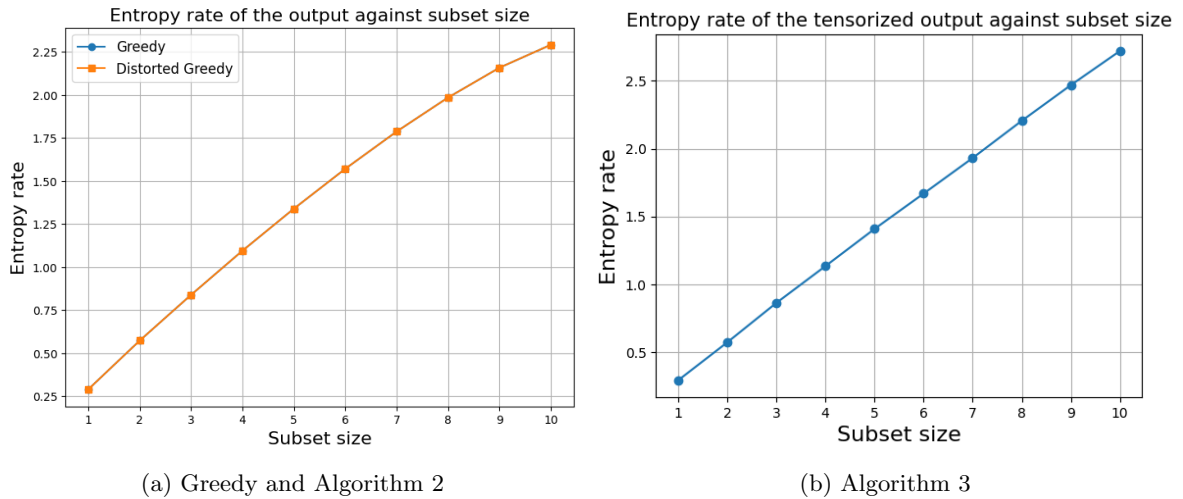 Entropy rate of the output against subset size
Greedy
Distorted Greedy
Entropy rate
2.25
2.00
1.75
1.50
1.25
1.00
0.75
0.50
0.25
1 2 3 4 5 6 7 8 9 10
Subset size
(a) Greedy and Algorithm 2
Entropy rate of the tensorized output against subset size
Entropy rate
2.5
2.0
1.5
1.0
0.5
1 2 3 4 5 6 7 8 9 10
Subset size
(b) Algorithm 3